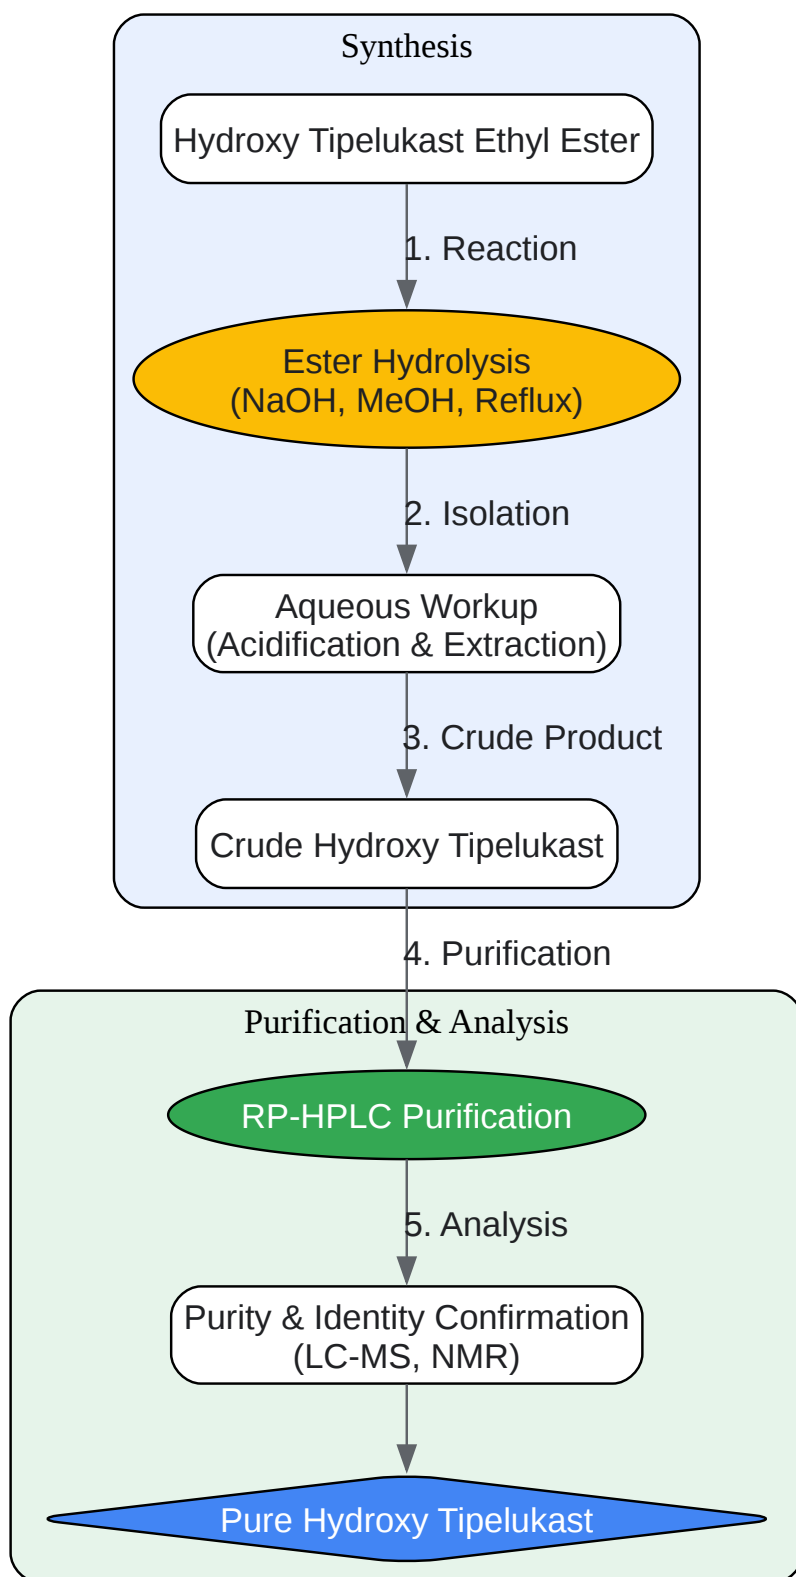 Synthesis
Hydroxy Tipelukast Ethyl Ester
1. Reaction
Ester Hydrolysis
(NaOH, MeOH, Reflux)
2. Isolation
Aqueous Workup
(Acidification & Extraction)
3. Crude Product
Crude Hydroxy Tipelukast
4. Purification
Purification & Analysis
RP-HPLC Purification
5. Analysis
Purity & Identity Confirmation
(LC-MS, NMR)
Pure Hydroxy Tipelukast